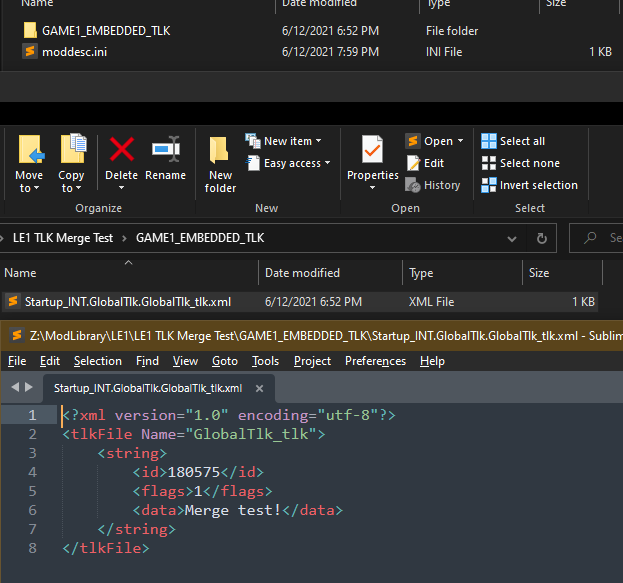 Name Date modified Type Size
GAME1_EMBEDDED_TLK 6/12/2021 6:52 PM File folder
moddesc.ini 6/12/2021 7:59 PM INI File 1 KB
Move to
Copy to
Delete
Rename
New folder
New item
Easy access
Properties
Open
Edit
History
Select all
Select none
Invert selection
Organize New Open Select
LE1 TLK Merge Test › GAME1_EMBEDDED_TLK Se
Name Date modified Type Size
Startup_INT.GlobalTlk.GlobalTlk_tlk.xml 6/12/2021 6:52 PM XML File 1 KB
Z:\ModLibrary\LE1\LE1 TLK Merge Test\GAME1_EMBEDDED_TLK\Startup_INT.GlobalTlk.GlobalTlk_tlk.xml - Sublim
File Edit Selection Find View Goto Tools Project Preferences Help
Startup_INT.GlobalTlk.GlobalTlk_tlk.xml ×
1 <?xml version="1.0" encoding="utf-8"?>
2 <tlkFile Name="GlobalTlk_tlk">
3 <string>
4 <id>180575</id>
5 <flags>1</flags>
6 <data>Merge test!</data>
7 </string>
8 </tlkFile>